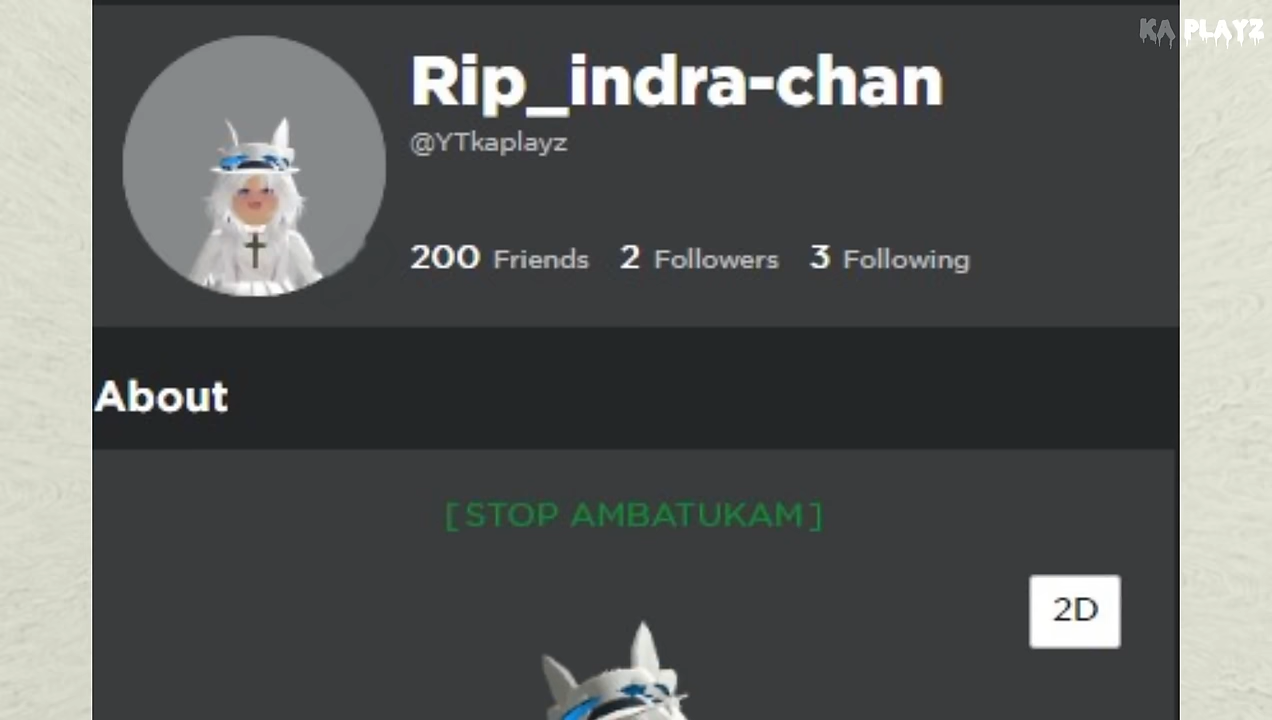 KA PLAYZ
Rip_indra-chan
@YTkaplayz
200 Friends 2 Followers 3 Following
About
[ STOP AMBATUKAM ]
2D